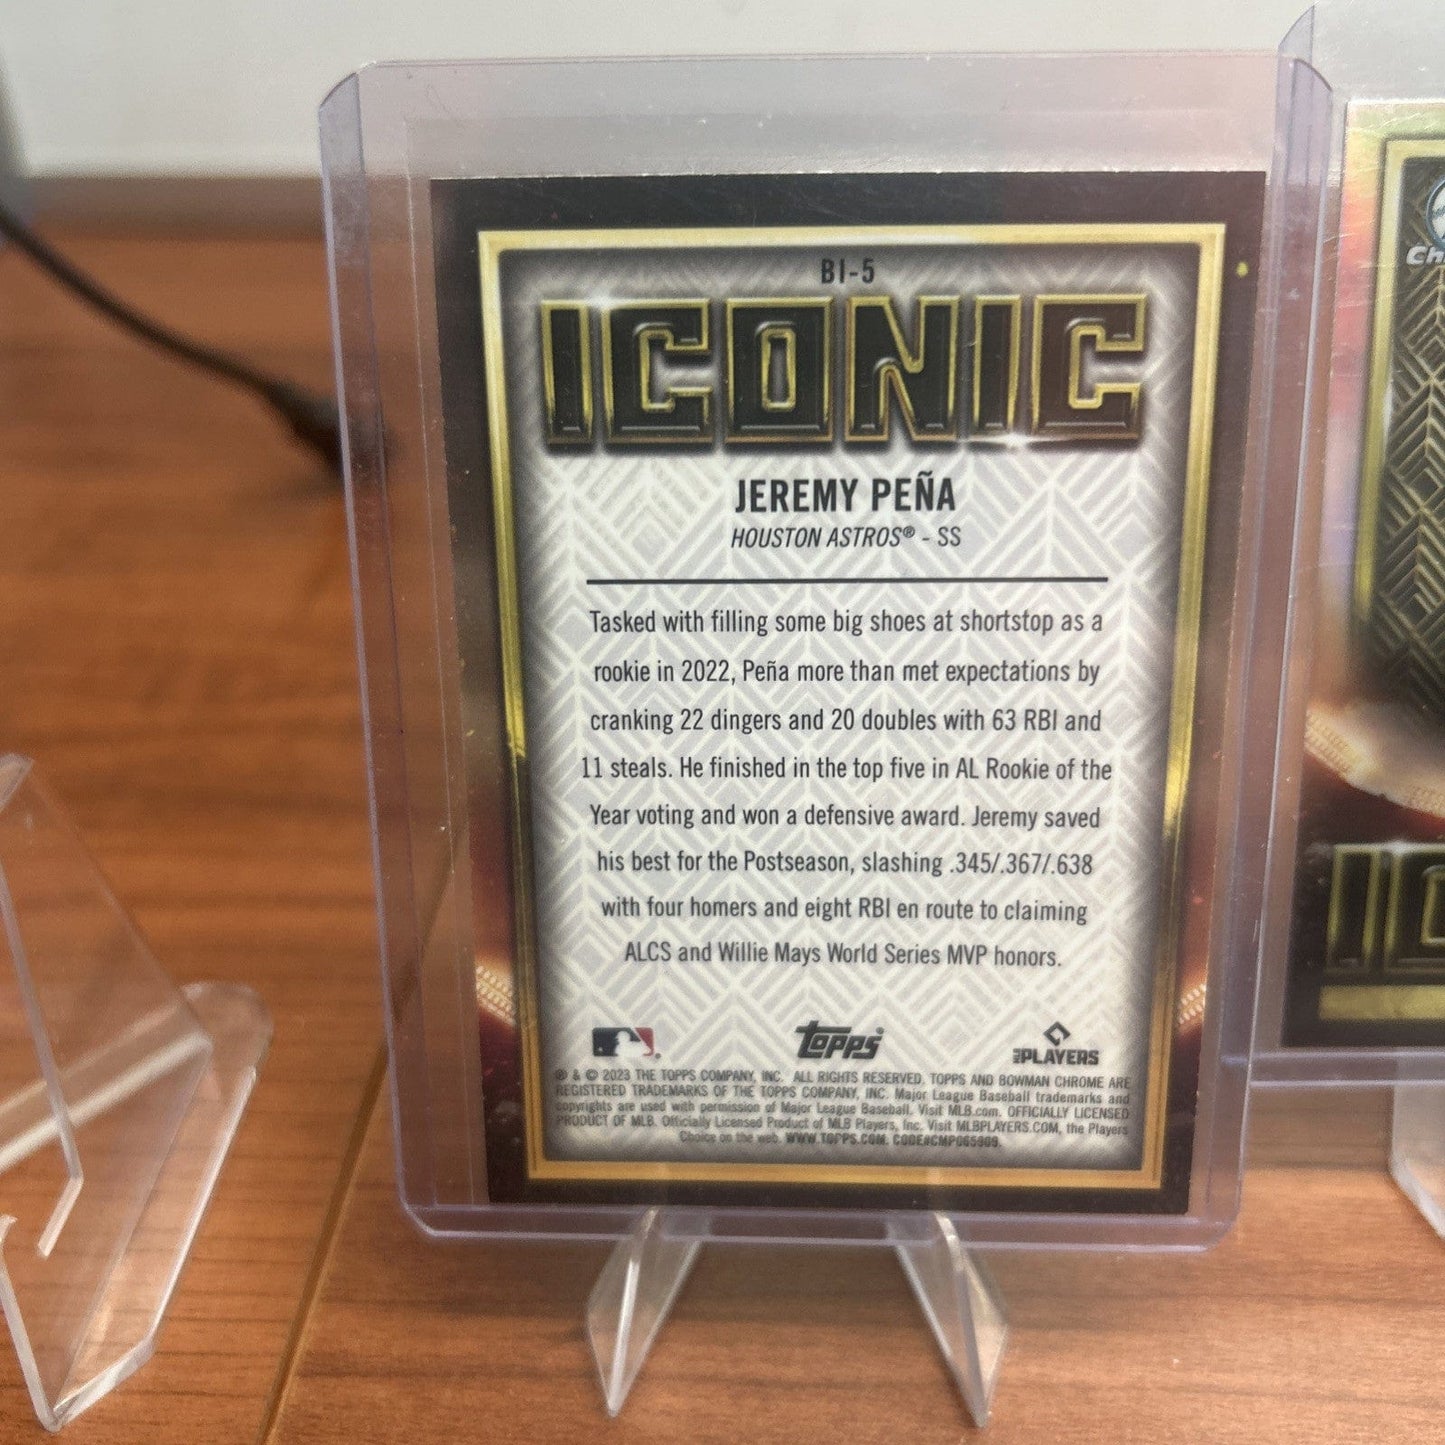 BI-5
ICONIC
JEREMY PEÑA
HOUSTON ASTROS® - SS
Tasked with filling some big shoes at shortstop as a
rookie in 2022, Peña more than met expectations by
cranking 22 dingers and 20 doubles with 63 RBI and
11 steals. He finished in the top five in AL Rookie of the
Year voting and won a defensive award. Jeremy saved
his best for the Postseason, slashing .345/.367/.638
with four homers and eight RBI en route to claiming
ALCS and Willie Mays World Series MVP honors.
Topps
PLAYERS
® & © 2023 THE TOPPS COMPANY, INC. ALL RIGHTS RESERVED. TOPPS AND BOWMAN CHROME ARE
REGISTERED TRADEMARKS OF THE TOPPS COMPANY, INC. Major League Baseball trademarks and
copyrights are used with permission of Major League Baseball. Visit MLB.com. OFFICIALLY LICENSED
PRODUCT OF MLB. Officially Licensed Product of MLB Players, Inc. Visit MLBPLAYERS.COM, the Players
Choice on the web. WWW.TOPPS.COM. CODE#CMP065909.
Ch
IC